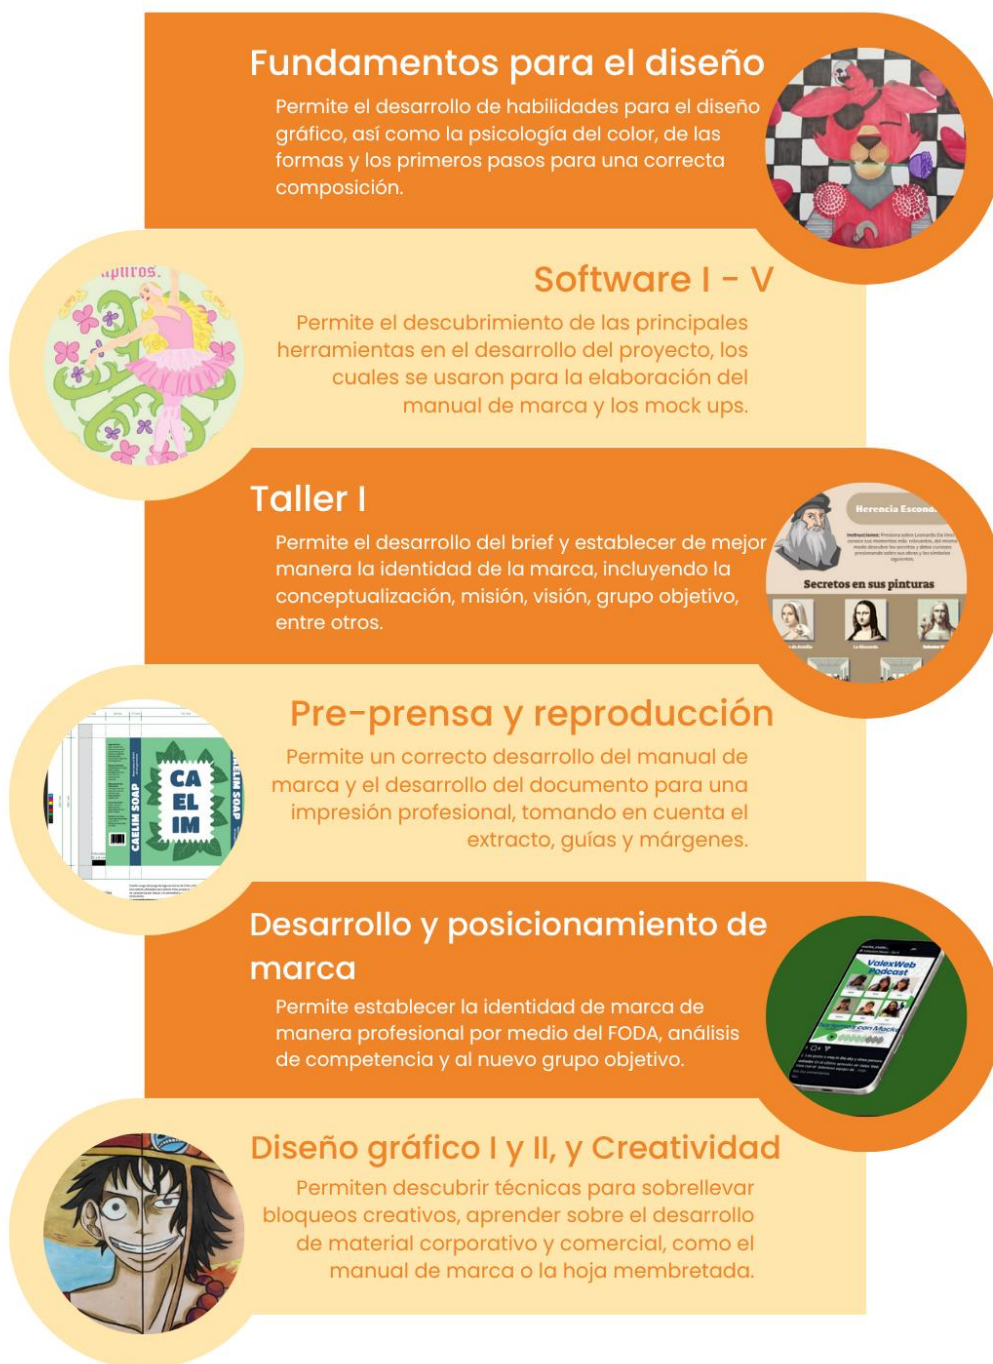 Fundamentos para el diseño
Permite el desarrollo de habilidades para el diseño
gráfico, así como la psicología del color, de las
formas y los primeros pasos para una correcta
composición.
apuros.
Software I - V
Permite el descubrimiento de las principales
herramientas en el desarrollo del proyecto, los
cuales se usaron para la elaboración del
manual de marca y los mock ups.
Taller I
Permite el desarrollo del brief y establecer de mejor
manera la identidad de la marca, incluyendo la
conceptualización, misión, visión, grupo objetivo,
entre otros.
Herencia Escond
Secretos en sus pinturas
La Gioconda
Pre-prensa y reproducción
Permite un correcto desarrollo del manual de
marca y el desarrollo del documento para una
impresión profesional, tomando en cuenta el
extracto, guías y márgenes.
CAELIM SOAP
CA
EL
IM
AELIM SOAP
Desarrollo y posicionamiento de
marca
Permite establecer la identidad de marca de
manera profesional por medio del FODA, análisis
de competencia y al nuevo grupo objetivo.
ValexWeb
Podcast
Diseño gráfico I y II, y Creatividad
Permiten descubrir técnicas para sobrellevar
bloqueos creativos, aprender sobre el desarrollo
de material corporativo y comercial, como el
manual de marca o la hoja membretada.